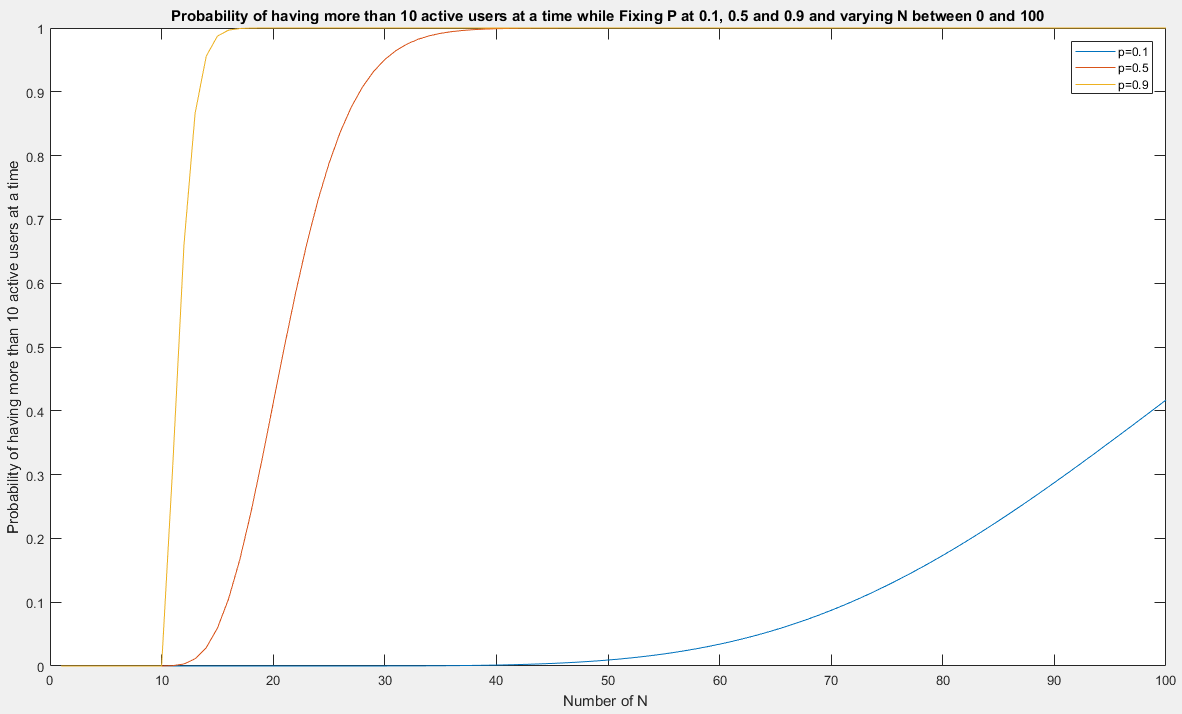 Probability of having more than 10 active users at a time while Fixing P at 0.1, 0.5 and 0.9 and varying N between 0 and 100
p=0.1
p=0.5
p=0.9
Probability of having more than 10 active users at a time
1
0.9
0.8
0.7
0.6
0.5
0.4
0.3
0.2
0.1
0
0 10 20 30 40 50 60 70 80 90 100
Number of N